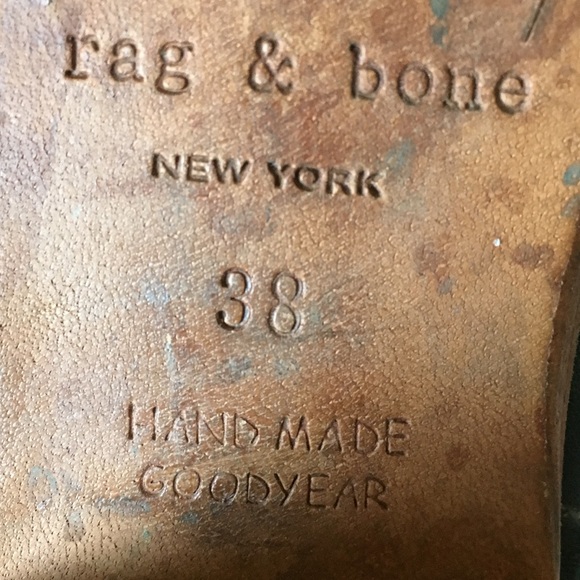 rag & bone
NEW YORK
38
HAND MADE
GOODYEAR